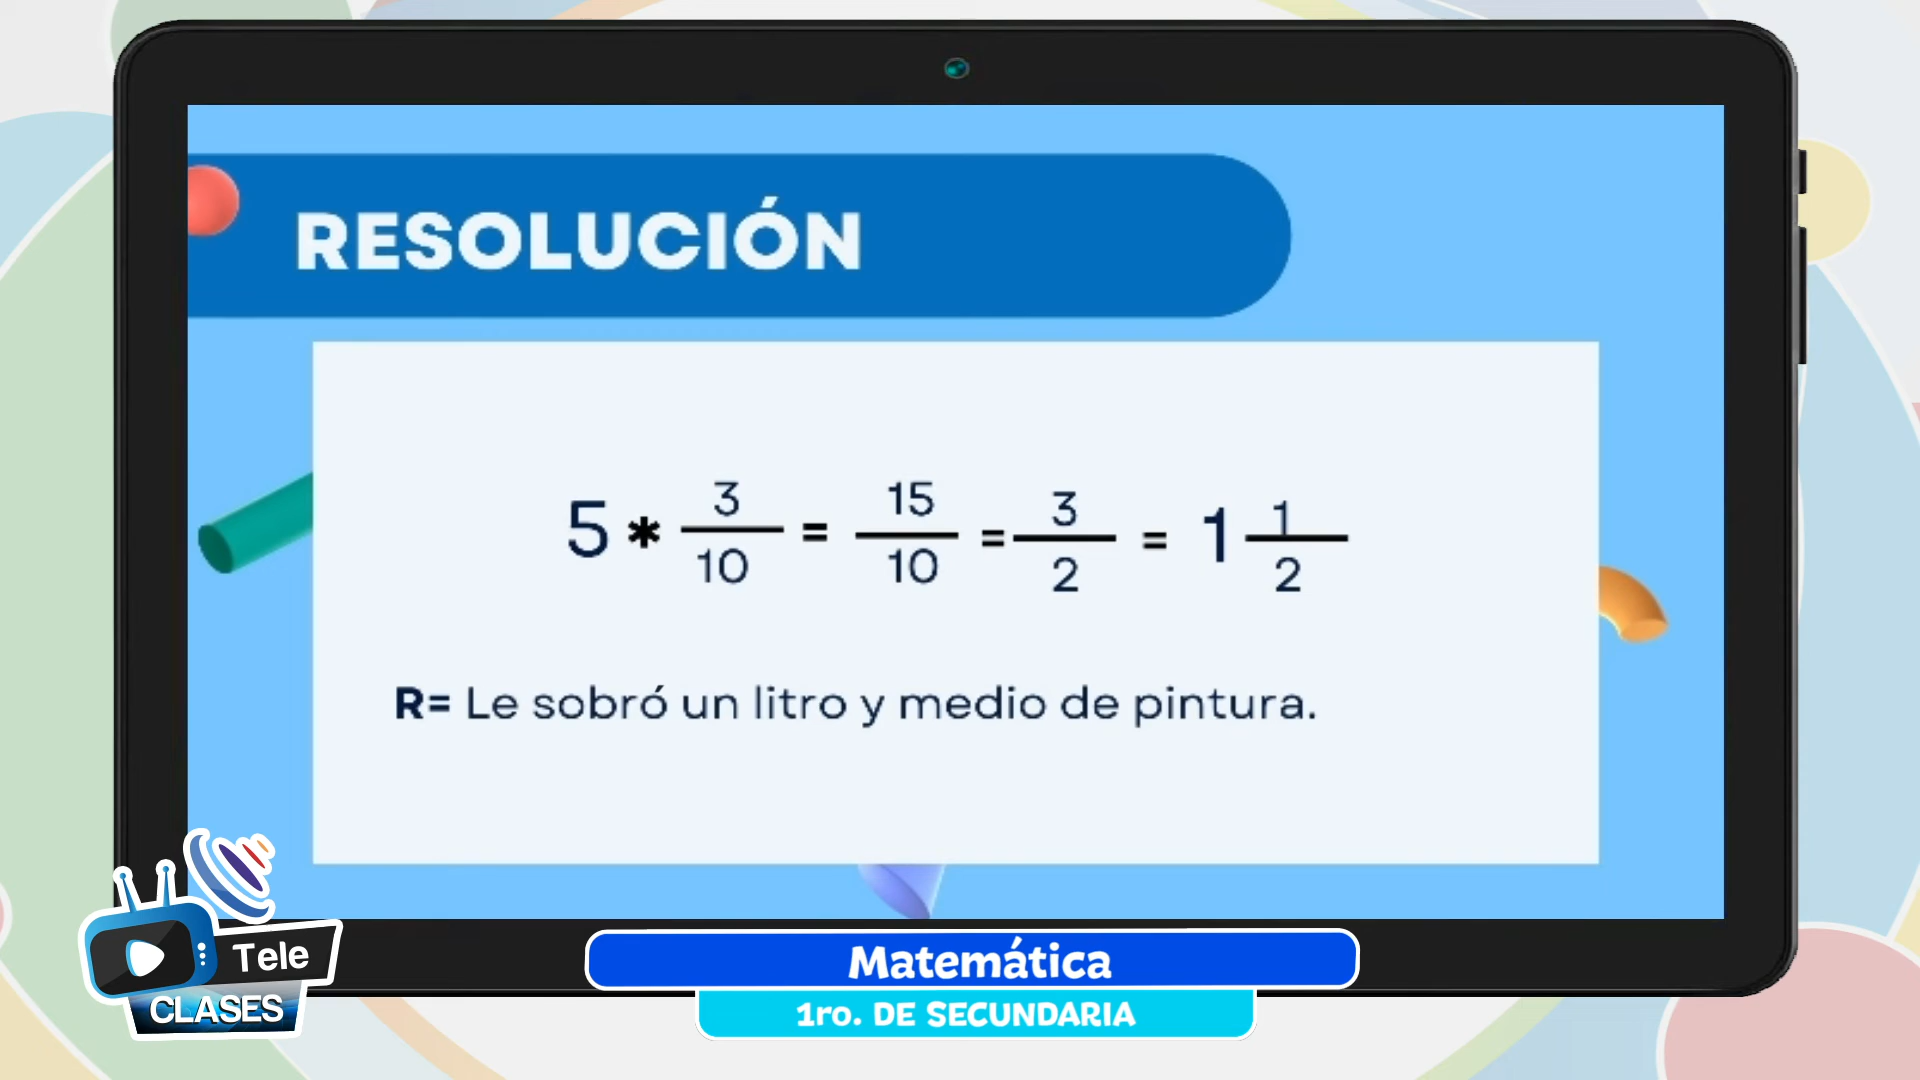 RESOLUCIÓN
5 * 3/10 = 15/10 = 3/2 = 1 1/2
R= Le sobró un litro y medio de pintura.
Tele
CLASES
Matemática
1ro. DE SECUNDARIA